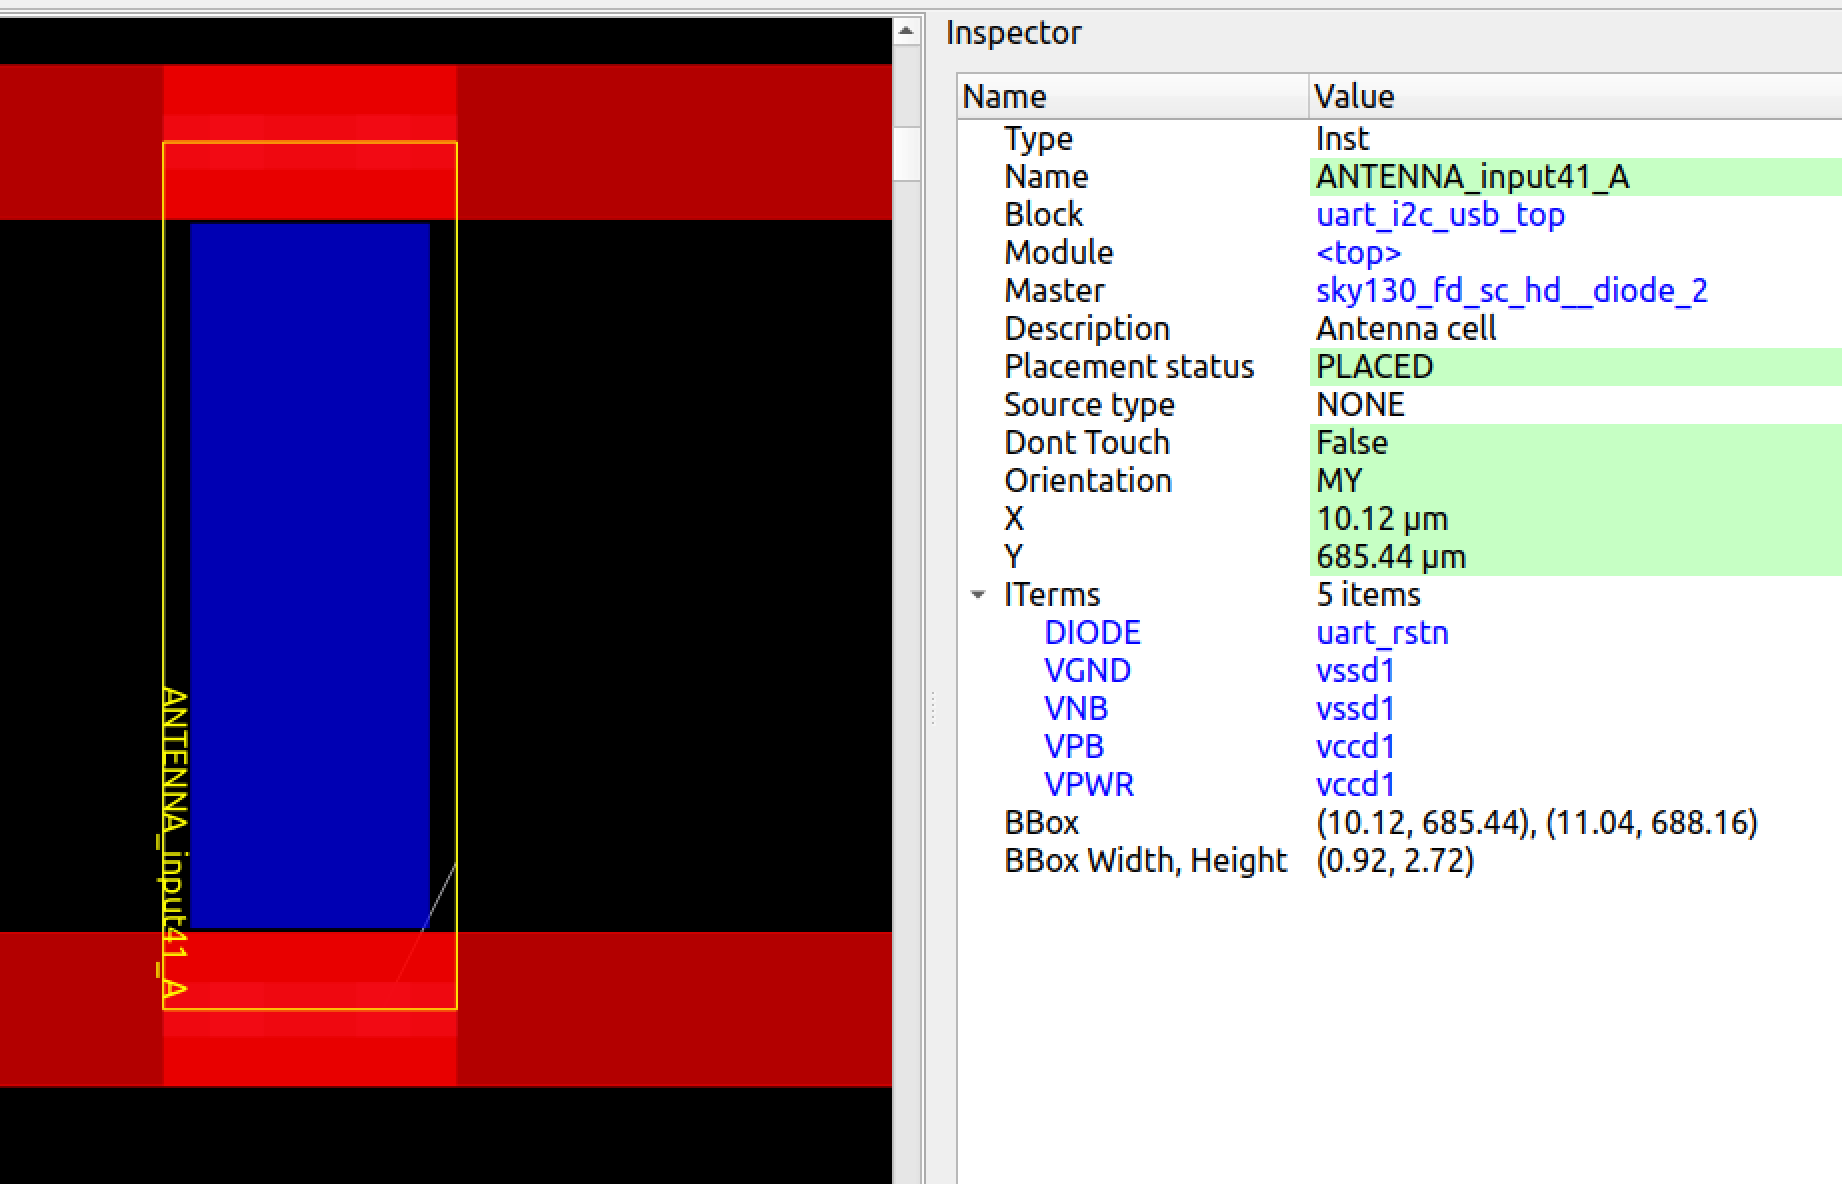 ANTENNA_input41_A
Inspector
Name Value
Type Inst
Name ANTENNA_input41_A
Block uart_i2c_usb_top
Module <top>
Master sky130_fd_sc_hd__diode_2
Description Antenna cell
Placement status PLACED
Source type NONE
Dont Touch False
Orientation MY
X 10.12 μm
Y 685.44 μm
ITerms 5 items
DIODE uart_rstn
VGND vssd1
VNB vssd1
VPB vccd1
VPWR vccd1
BBox (10.12, 685.44), (11.04, 688.16)
BBox Width, Height (0.92, 2.72)